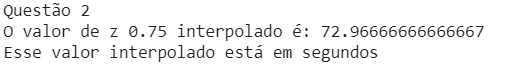 Questão 2
O valor de z 0.75 interpolado é: 72.96666666666667
Esse valor interpolado está em segundos